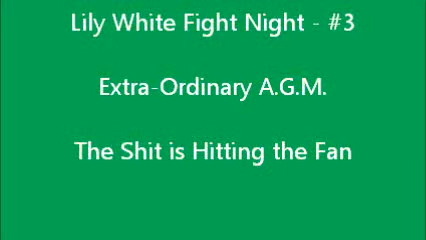 Lily White Fight Night - #3
Extra-Ordinary A.G.M.
The Shit is Hitting the Fan